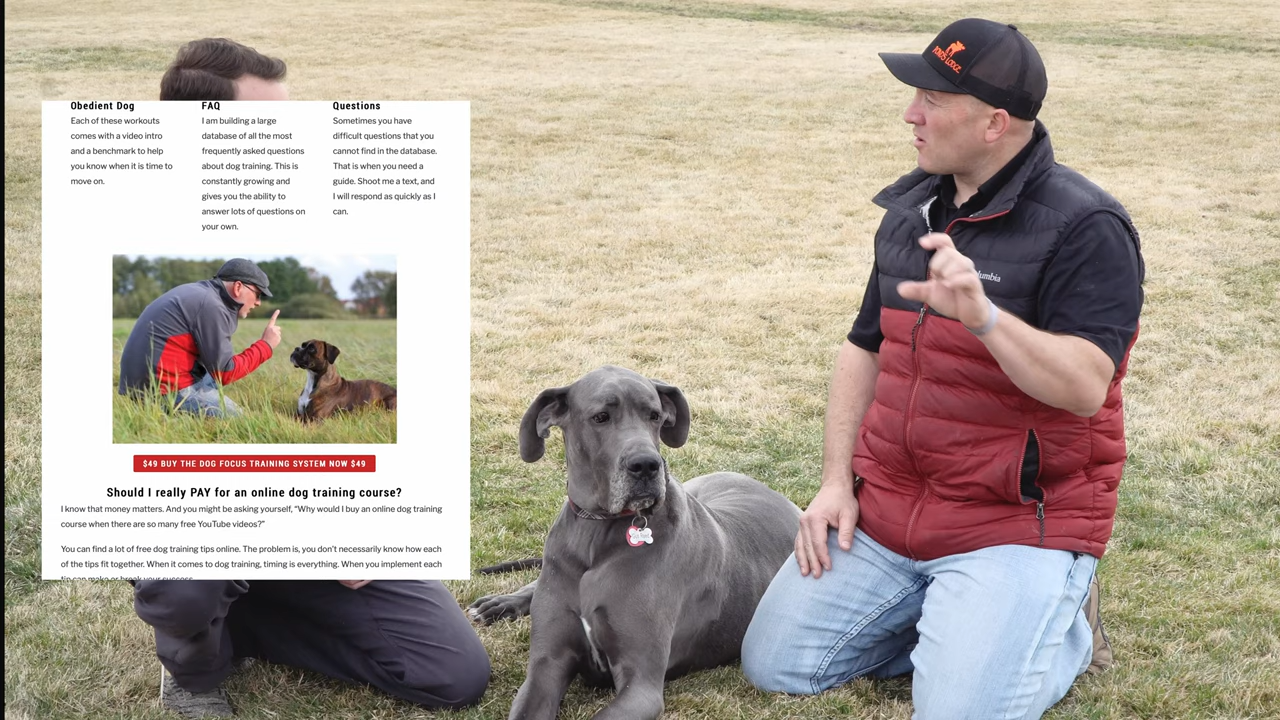 Obedient Dog
Each of these workouts
comes with a video intro
and a benchmark to help
you know when it is time to
move on.
FAQ
I am building a large
database of all the most
frequently asked questions
about dog training. This is
constantly growing and
gives you the ability to
answer lots of questions on
your own.
Questions
Sometimes you have
difficult questions that you
cannot find in the database.
That is when you need a
guide. Shoot me a text, and
I will respond as quickly as I
can.
$49 BUY THE DOG FOCUS TRAINING SYSTEM NOW $49
Should I really PAY for an online dog training course?
I know that money matters. And you might be asking yourself, "Why would I buy an online dog training
course when there are so many free YouTube videos?"
You can find a lot of free dog training tips online. The problem is, you don't necessarily know how each
of the tips fit together. When it comes to dog training, timing is everything. When you implement each
tip can make or break your success.